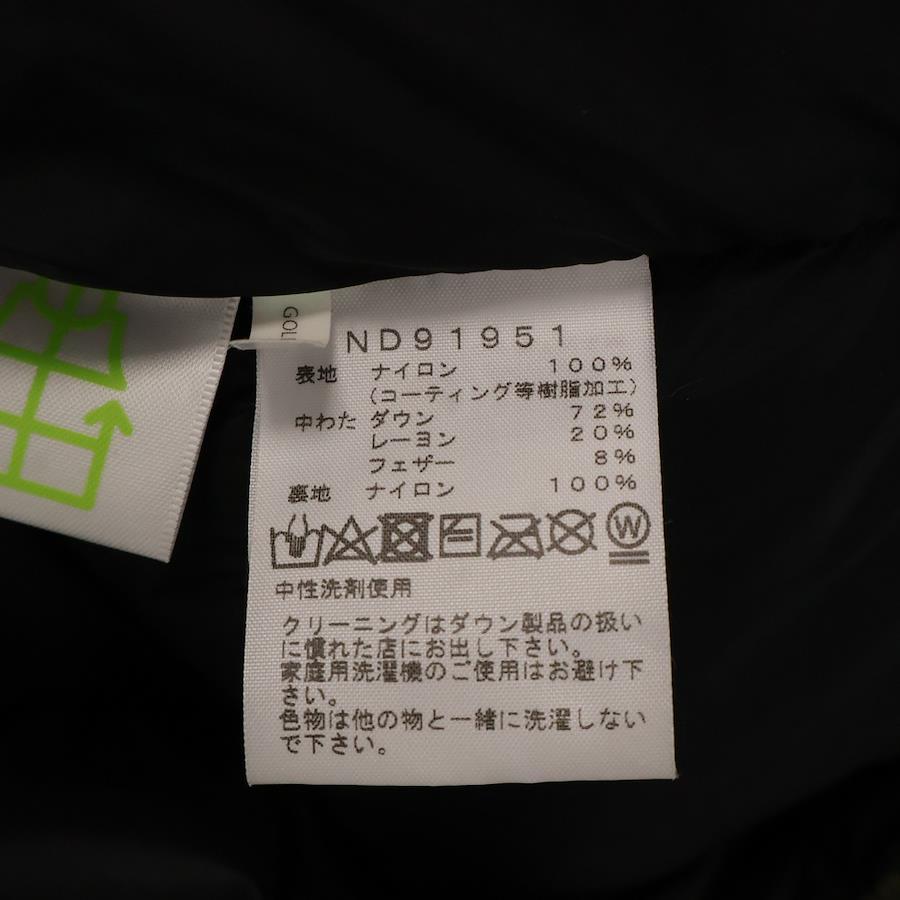 GOL
ND91951
表地 ナイロン 100%
(コーティング等樹脂加工)
中わた ダウン 72%
レーヨン 20%
フェザー 8%
裏地 ナイロン 100%
W
中性洗剤使用
クリーニングはダウン製品の扱い
に慣れた店にお出し下さい。
家庭用洗濯機のご使用はお避け下
さい。
色物は他の物と一緒に洗濯しない
で下さい。